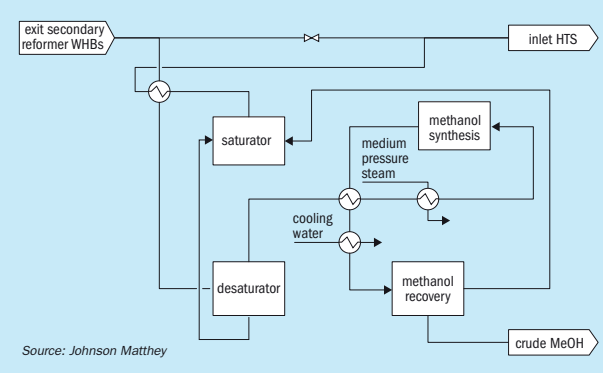 exit secondary
reformer WHBs
inlet HTS
saturator
methanol
synthesis
medium
pressure
steam
cooling
water
desaturator
methanol
recovery
crude MeOH
Source: Johnson Matthey